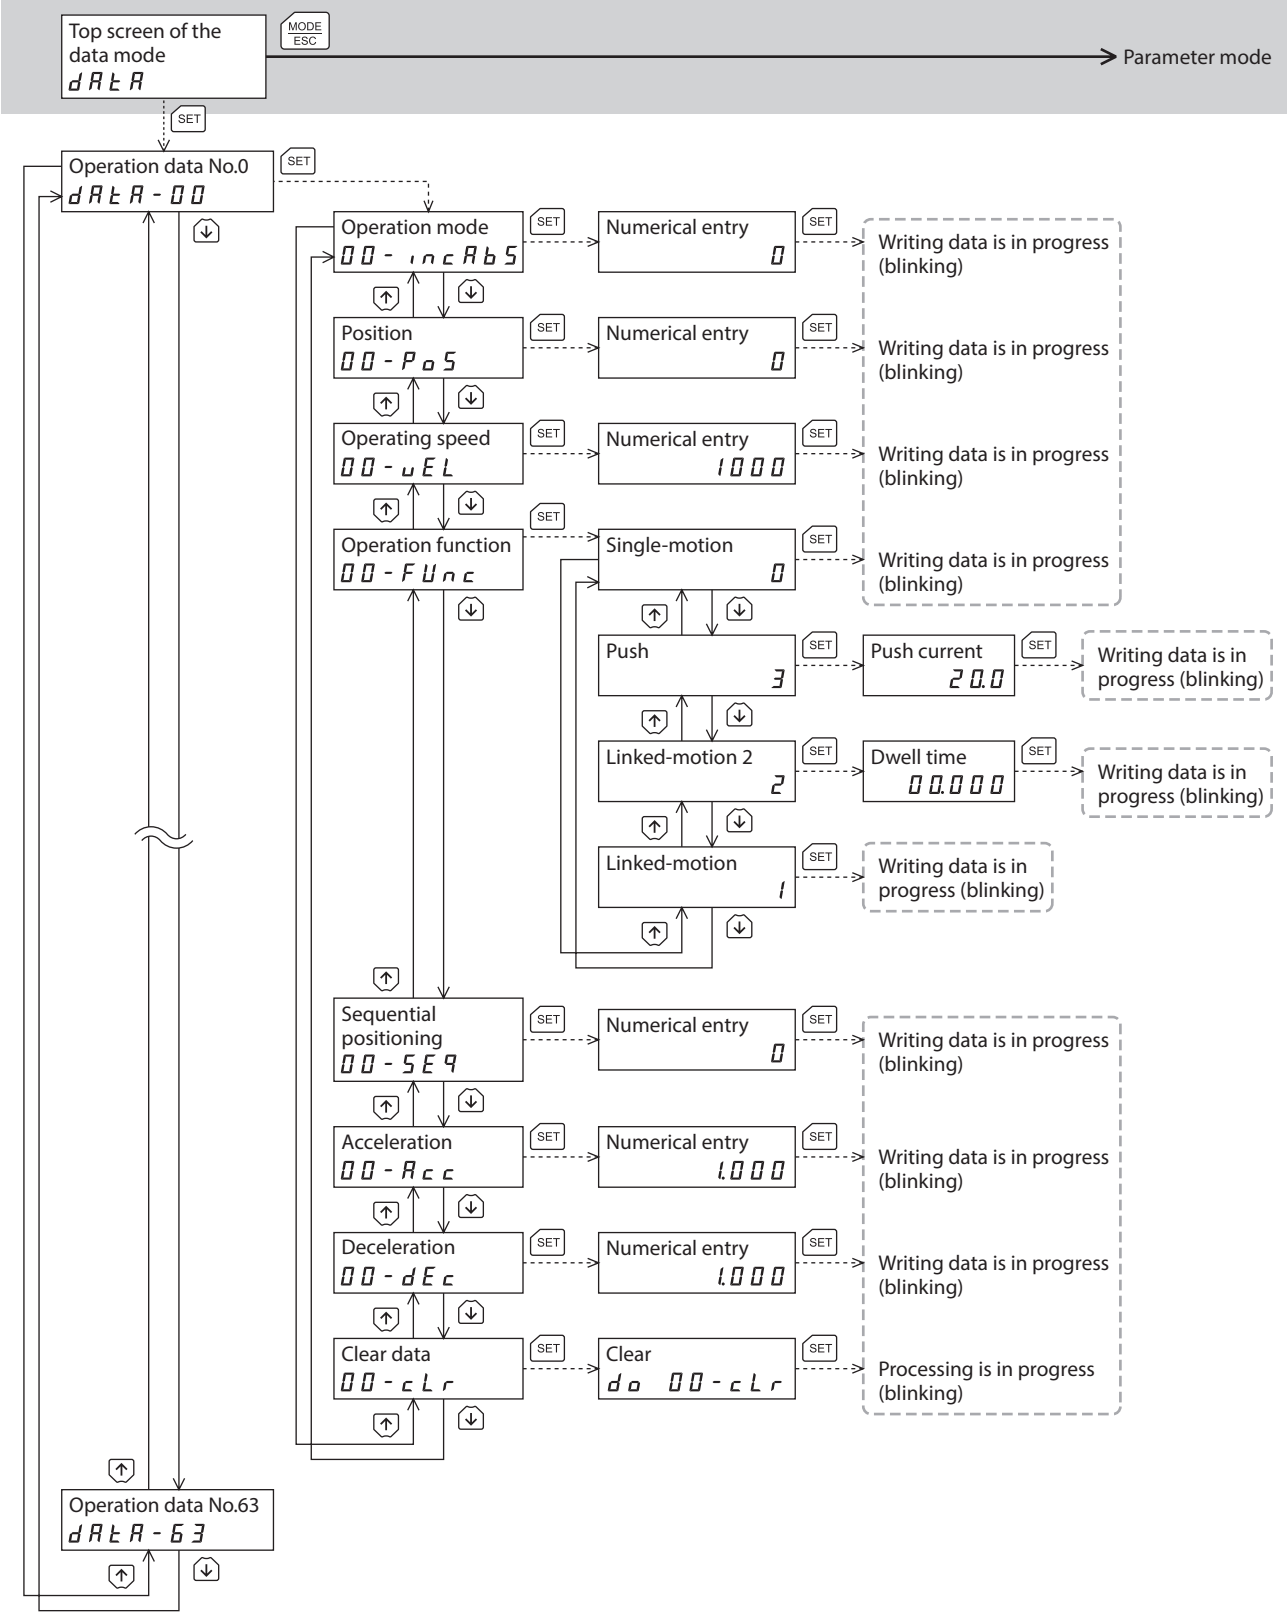 Top screen of the
data mode
dAtA
MODE
ESC
Parameter mode
SET
Operation data No.0
dAtA-00
SET
Operation mode
00-incAbS
SET
Numerical entry
0
SET
Writing data is in progress
(blinking)
Position
00-PoS
SET
Numerical entry
0
SET
Writing data is in progress
(blinking)
Operating speed
00-vEL
SET
Numerical entry
1000
SET
Writing data is in progress
(blinking)
Operation function
00-FUnc
SET
Single-motion
0
SET
Writing data is in progress
(blinking)
Push
3
SET
Push current
20.0
SET
Writing data is in
progress (blinking)
Linked-motion 2
2
SET
Dwell time
00.000
SET
Writing data is in
progress (blinking)
Linked-motion
1
SET
Writing data is in
progress (blinking)
Sequential
positioning
00-SEq
SET
Numerical entry
0
SET
Writing data is in progress
(blinking)
Acceleration
00-Acc
SET
Numerical entry
1.000
SET
Writing data is in progress
(blinking)
Deceleration
00-dEc
SET
Numerical entry
1.000
SET
Writing data is in progress
(blinking)
Clear data
00-cLr
SET
Clear
do 00-cLr
SET
Processing is in progress
(blinking)
Operation data No.63
dAtA-63